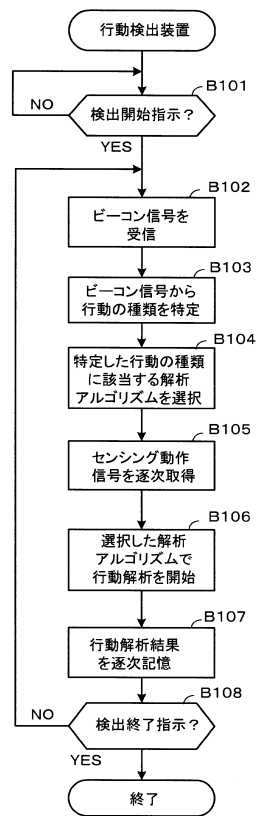 行動検出装置
B101
NO
検出開始指示？
YES
B102
ビーコン信号を
受信
B103
ビーコン信号から
行動の種類を特定
B104
特定した行動の種類
に該当する解析
アルゴリズムを選択
B105
センシング動作
信号を逐次取得
B106
選択した解析
アルゴリズムで
行動解析を開始
B107
行動解析結果
を逐次記憶
B108
NO
検出終了指示？
YES
終了